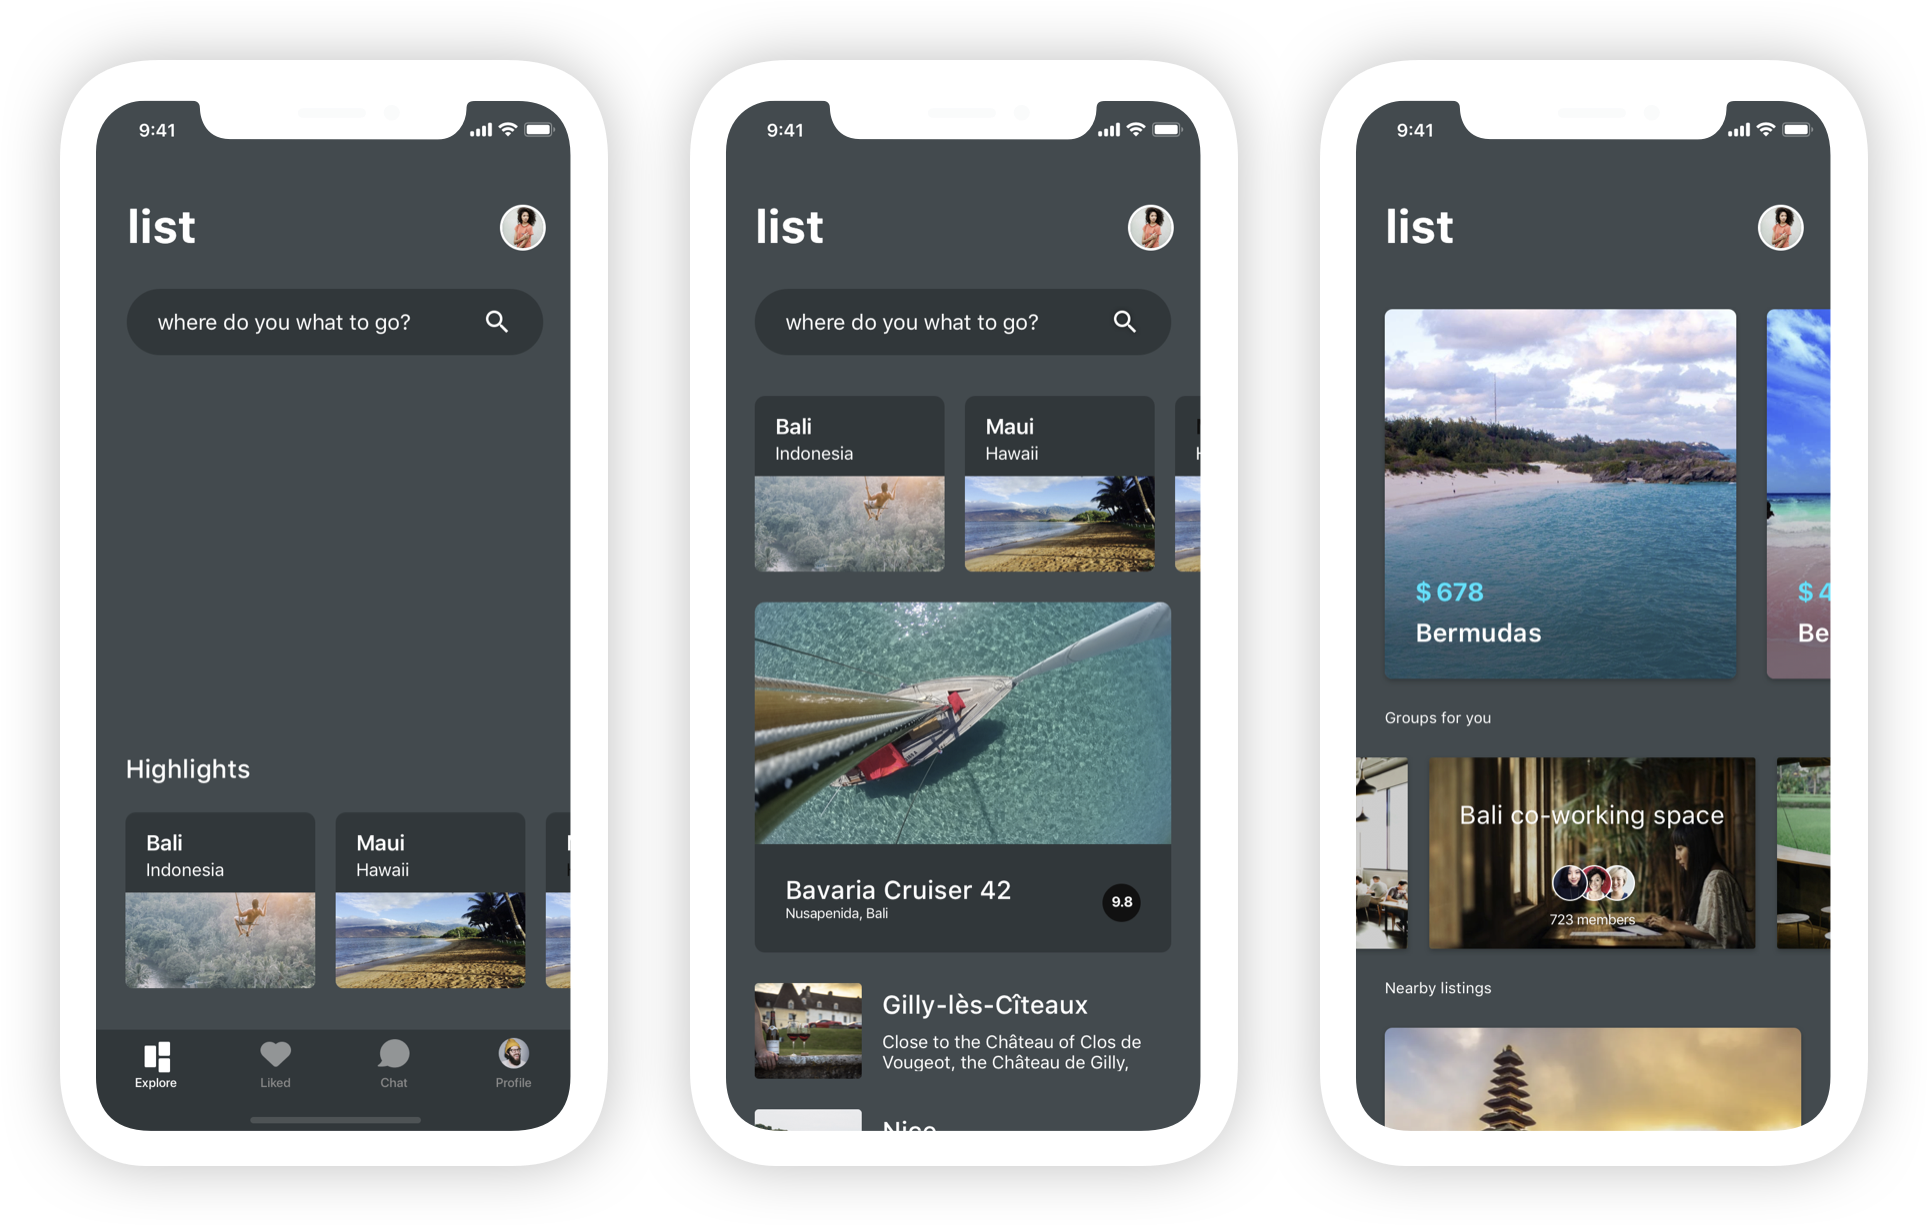 9:41
list
where do you what to go?
Highlights
Bali
Indonesia
Maui
Hawaii
Explore
Liked
Chat
Profile
9:41
list
where do you what to go?
Bali
Indonesia
Maui
Hawaii
Bavaria Cruiser 42
Nusapenida, Bali
9.8
Gilly-lès-Cîteaux
Close to the Château of Clos de
Vougeot, the Château de Gilly,
Nice
9:41
list
$ 678
Bermudas
$ 4
Be
Groups for you
Bali co-working space
723 members
Nearby listings